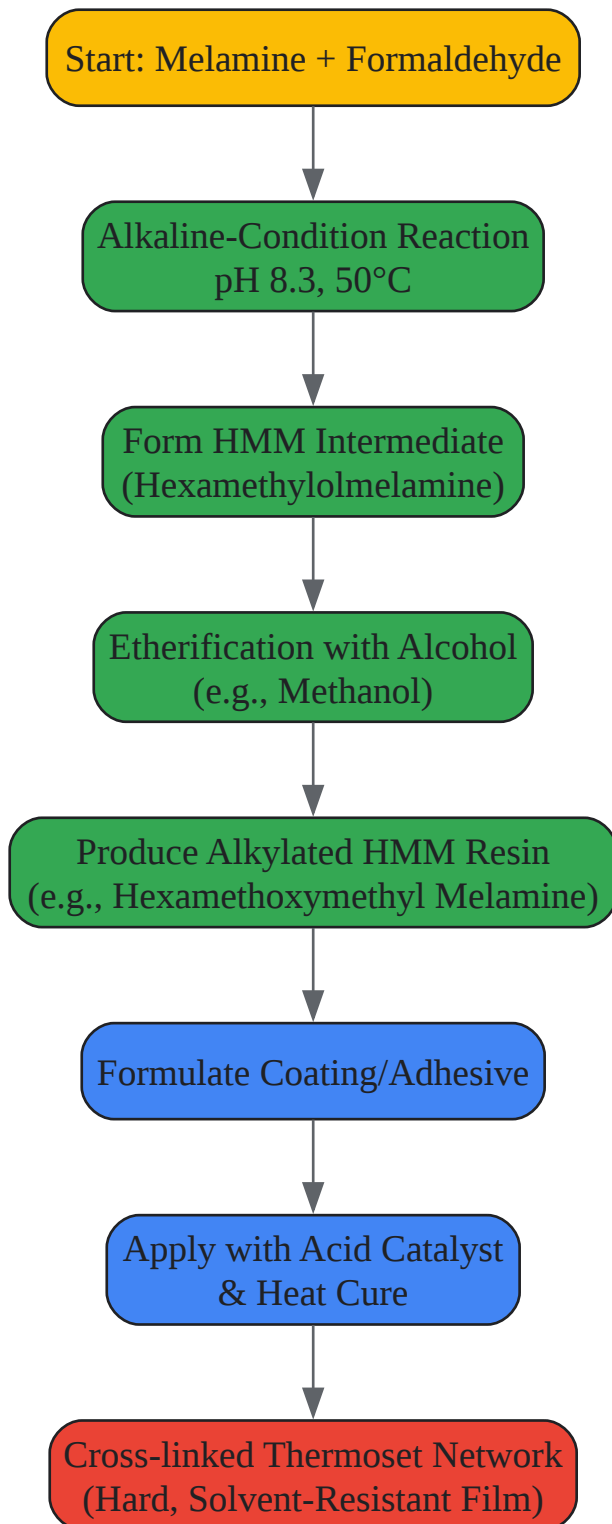 Start: Melamine + Formaldehyde
Alkaline-Condition Reaction
pH 8.3, 50°C
Form HMM Intermediate
(Hexamethylolmelamine)
Etherification with Alcohol
(e.g., Methanol)
Produce Alkylated HMM Resin
(e.g., Hexamethoxymethyl Melamine)
Formulate Coating/Adhesive
Apply with Acid Catalyst
& Heat Cure
Cross-linked Thermoset Network
(Hard, Solvent-Resistant Film)